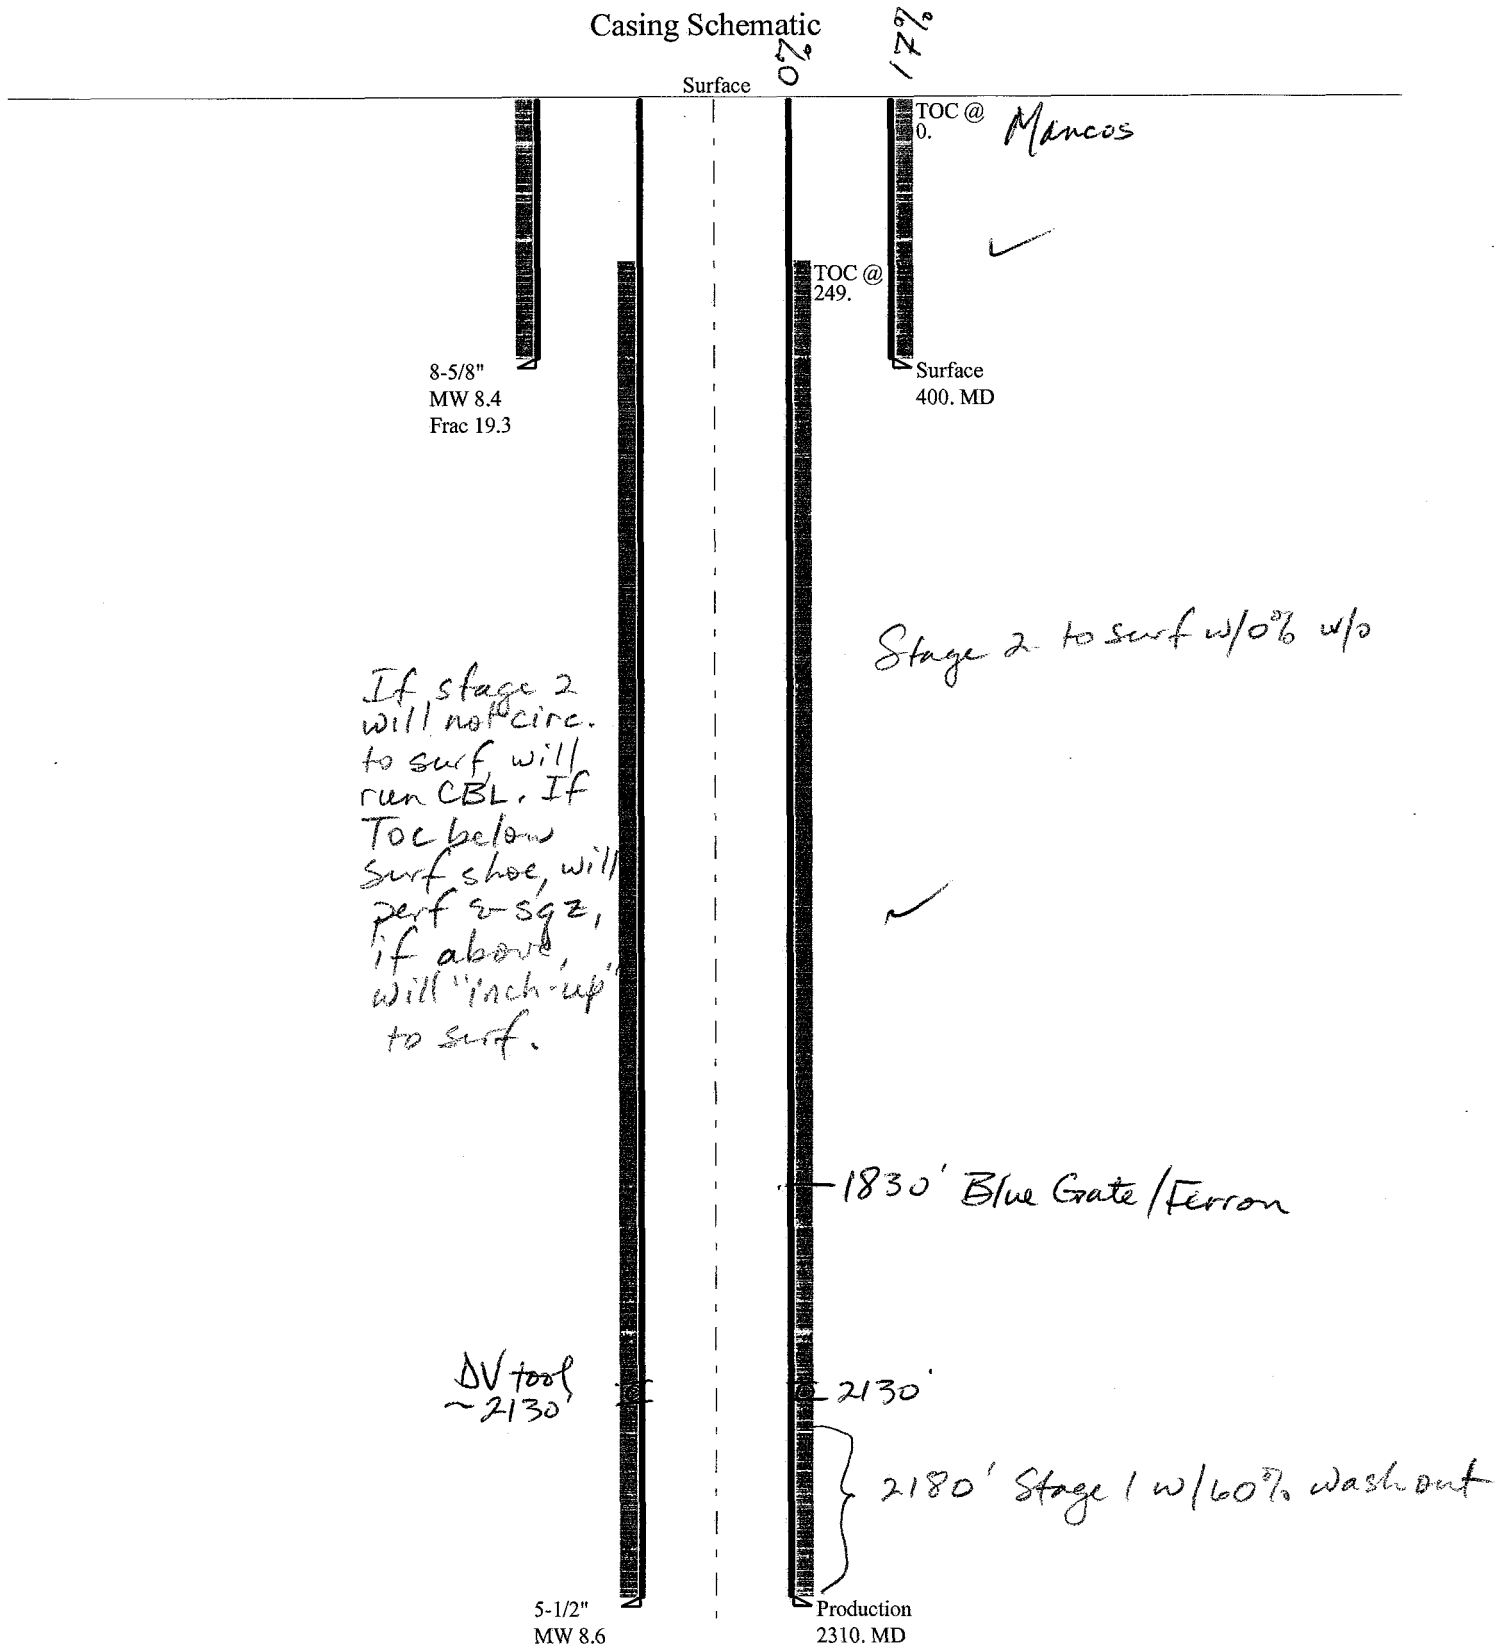 Casing Schematic
0%
17%
Surface
TOC @
0.
Mancos
TOC @
249.
8-5/8"
MW 8.4
Frac 19.3
Surface
400. MD
Stage 2 to surf w/0% w/o
If stage 2
will not circ.
to surf, will
run CBL. If
TOC below
surf shoe, will
perf & sqz,
if above,
will "inch-up"
to surf.
1830' Blue Gate/Ferron
DV tool
~2130'
2130'
2180' Stage 1 w/60% washout
5-1/2"
MW 8.6
Production
2310. MD